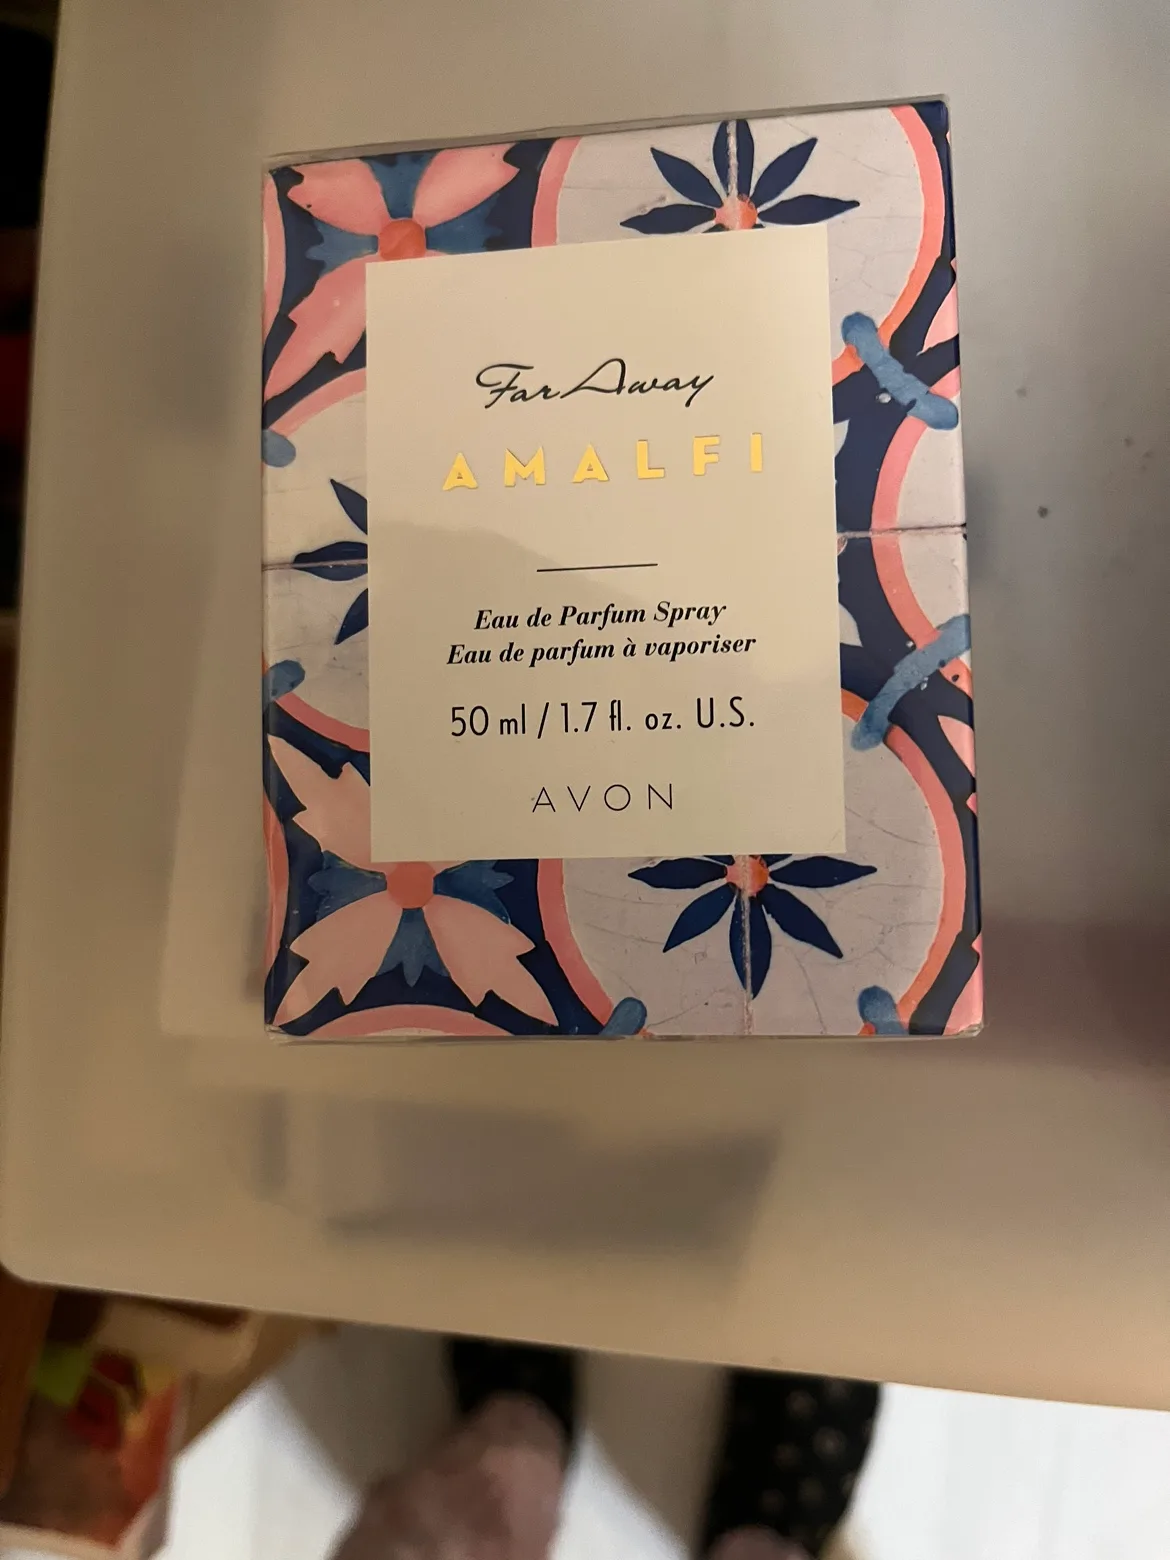 Far Away
AMALFI
Eau de Parfum Spray
Eau de parfum à vaporiser
50 ml / 1.7 fl. oz. U.S.
AVON